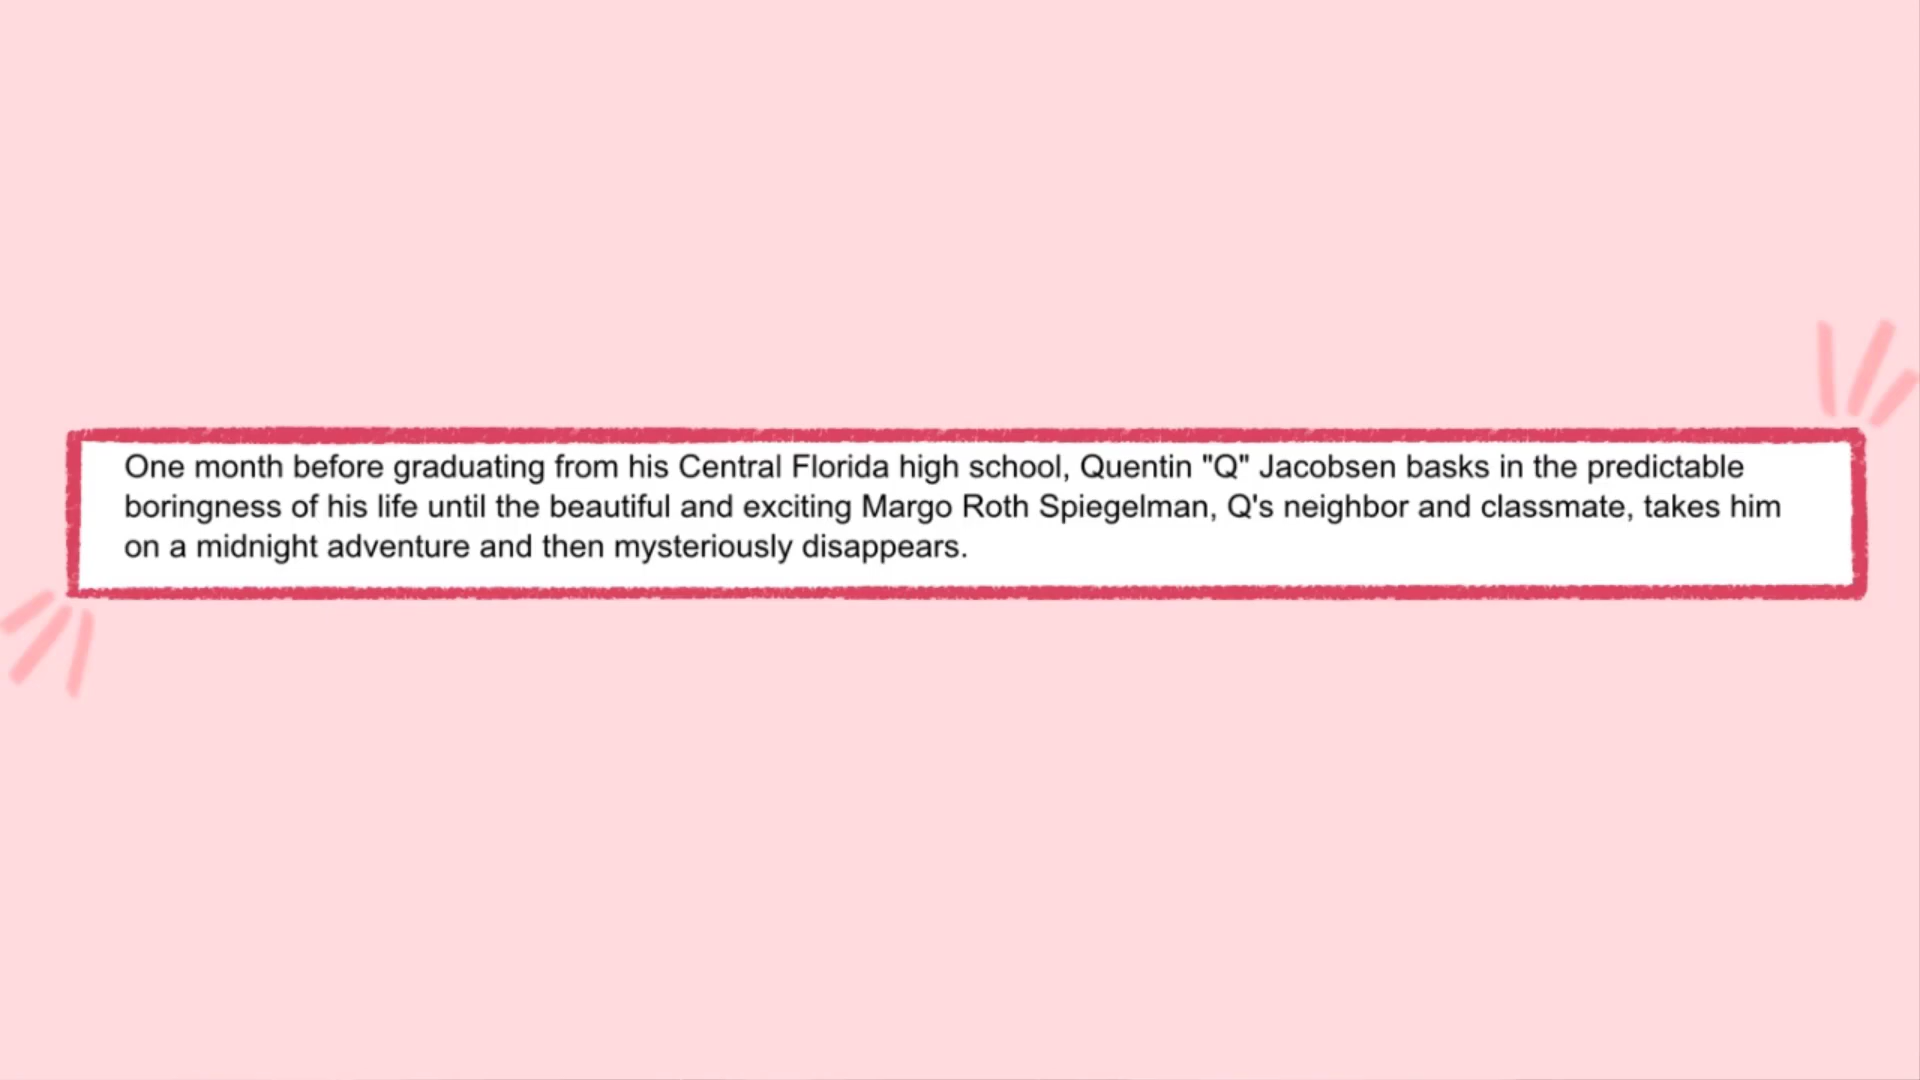 One month before graduating from his Central Florida high school, Quentin "Q" Jacobsen basks in the predictable
boringness of his life until the beautiful and exciting Margo Roth Spiegelman, Q's neighbor and classmate, takes him
on a midnight adventure and then mysteriously disappears.